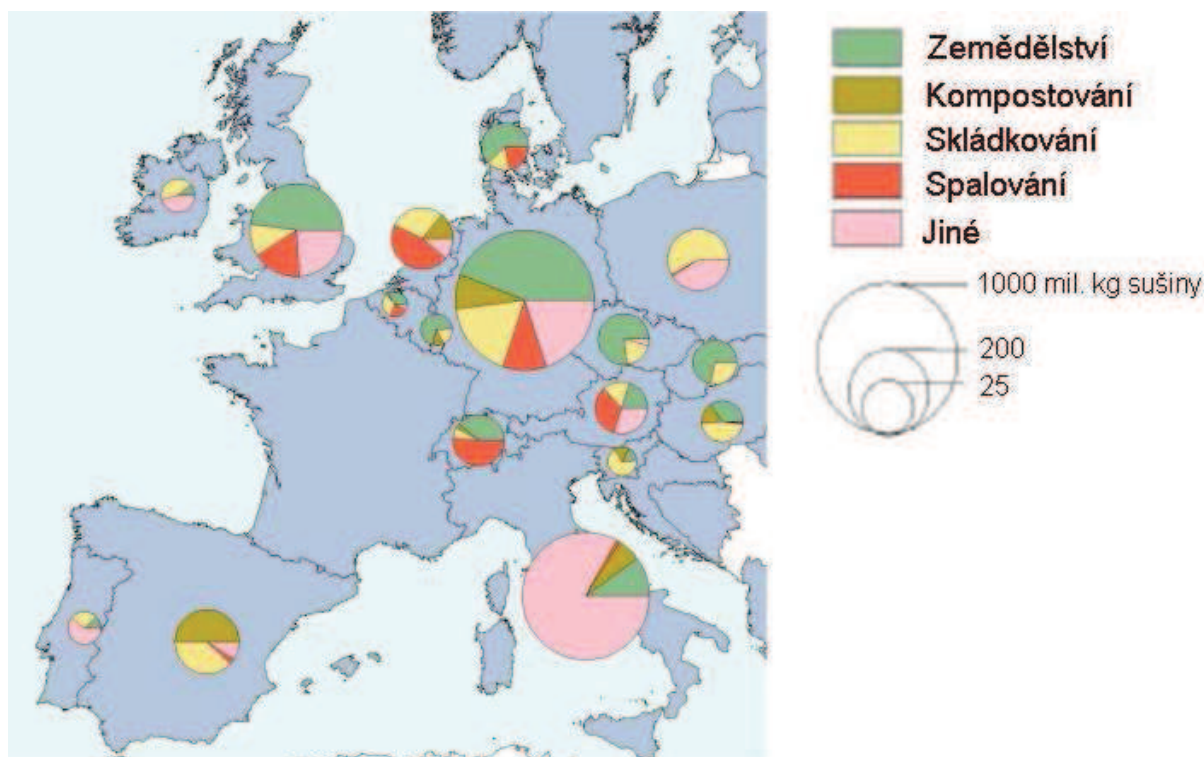 Zemědělství
Kompostování
Skládkování
Spalování
Jiné
1000 mil. kg sušiny
200
25